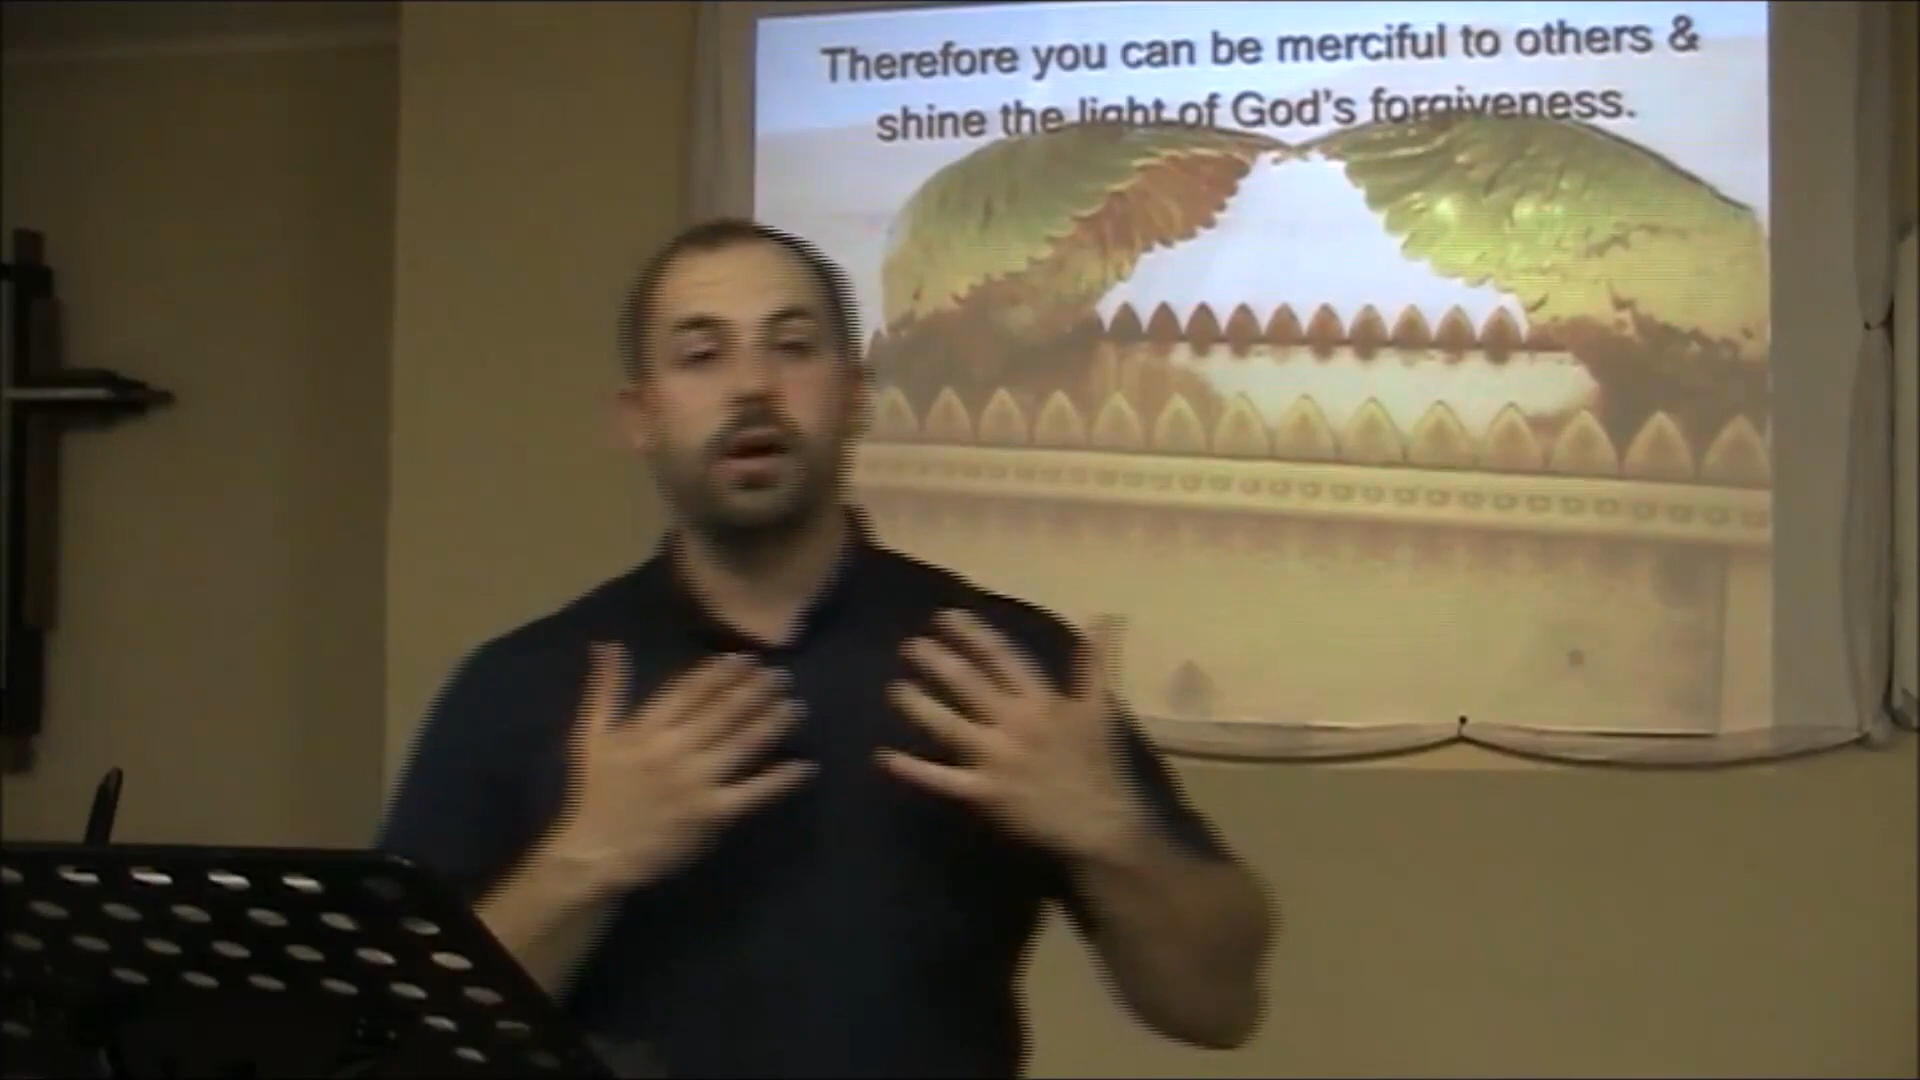 Therefore you can be merciful to others &
shine the light of God's forgiveness.